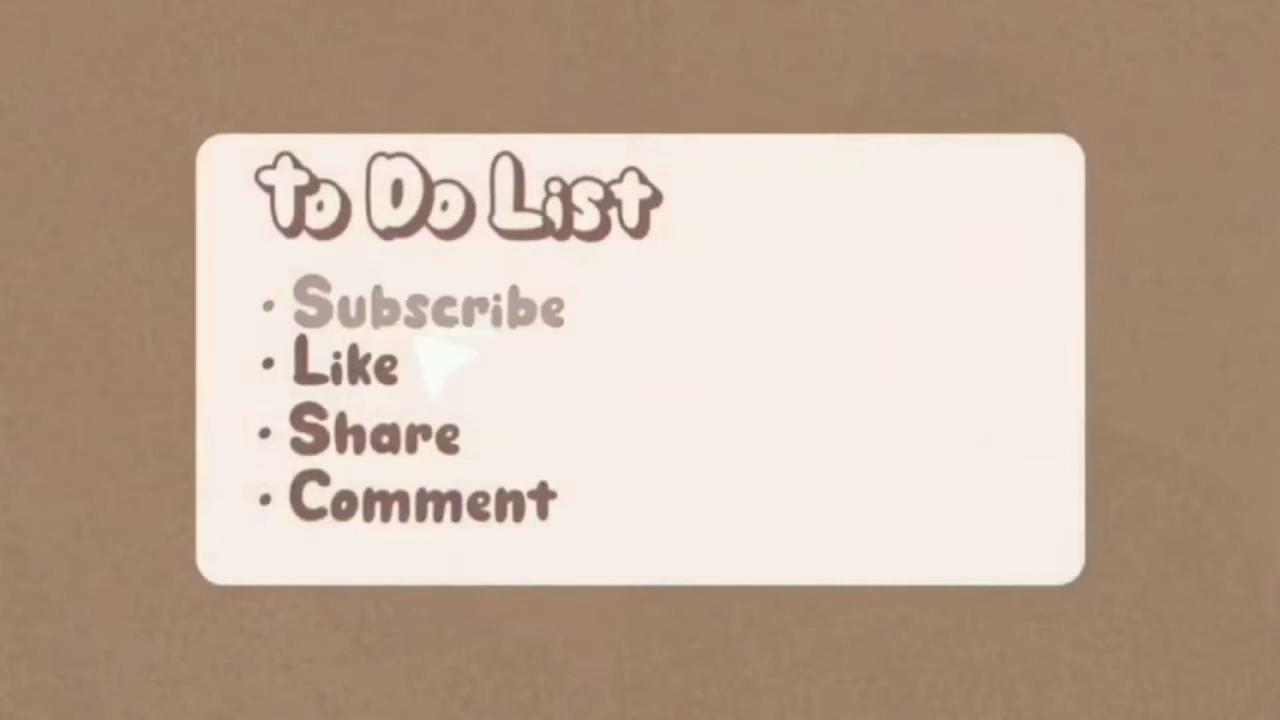 To Do List
• Subscribe
• Like
• Share
• Comment